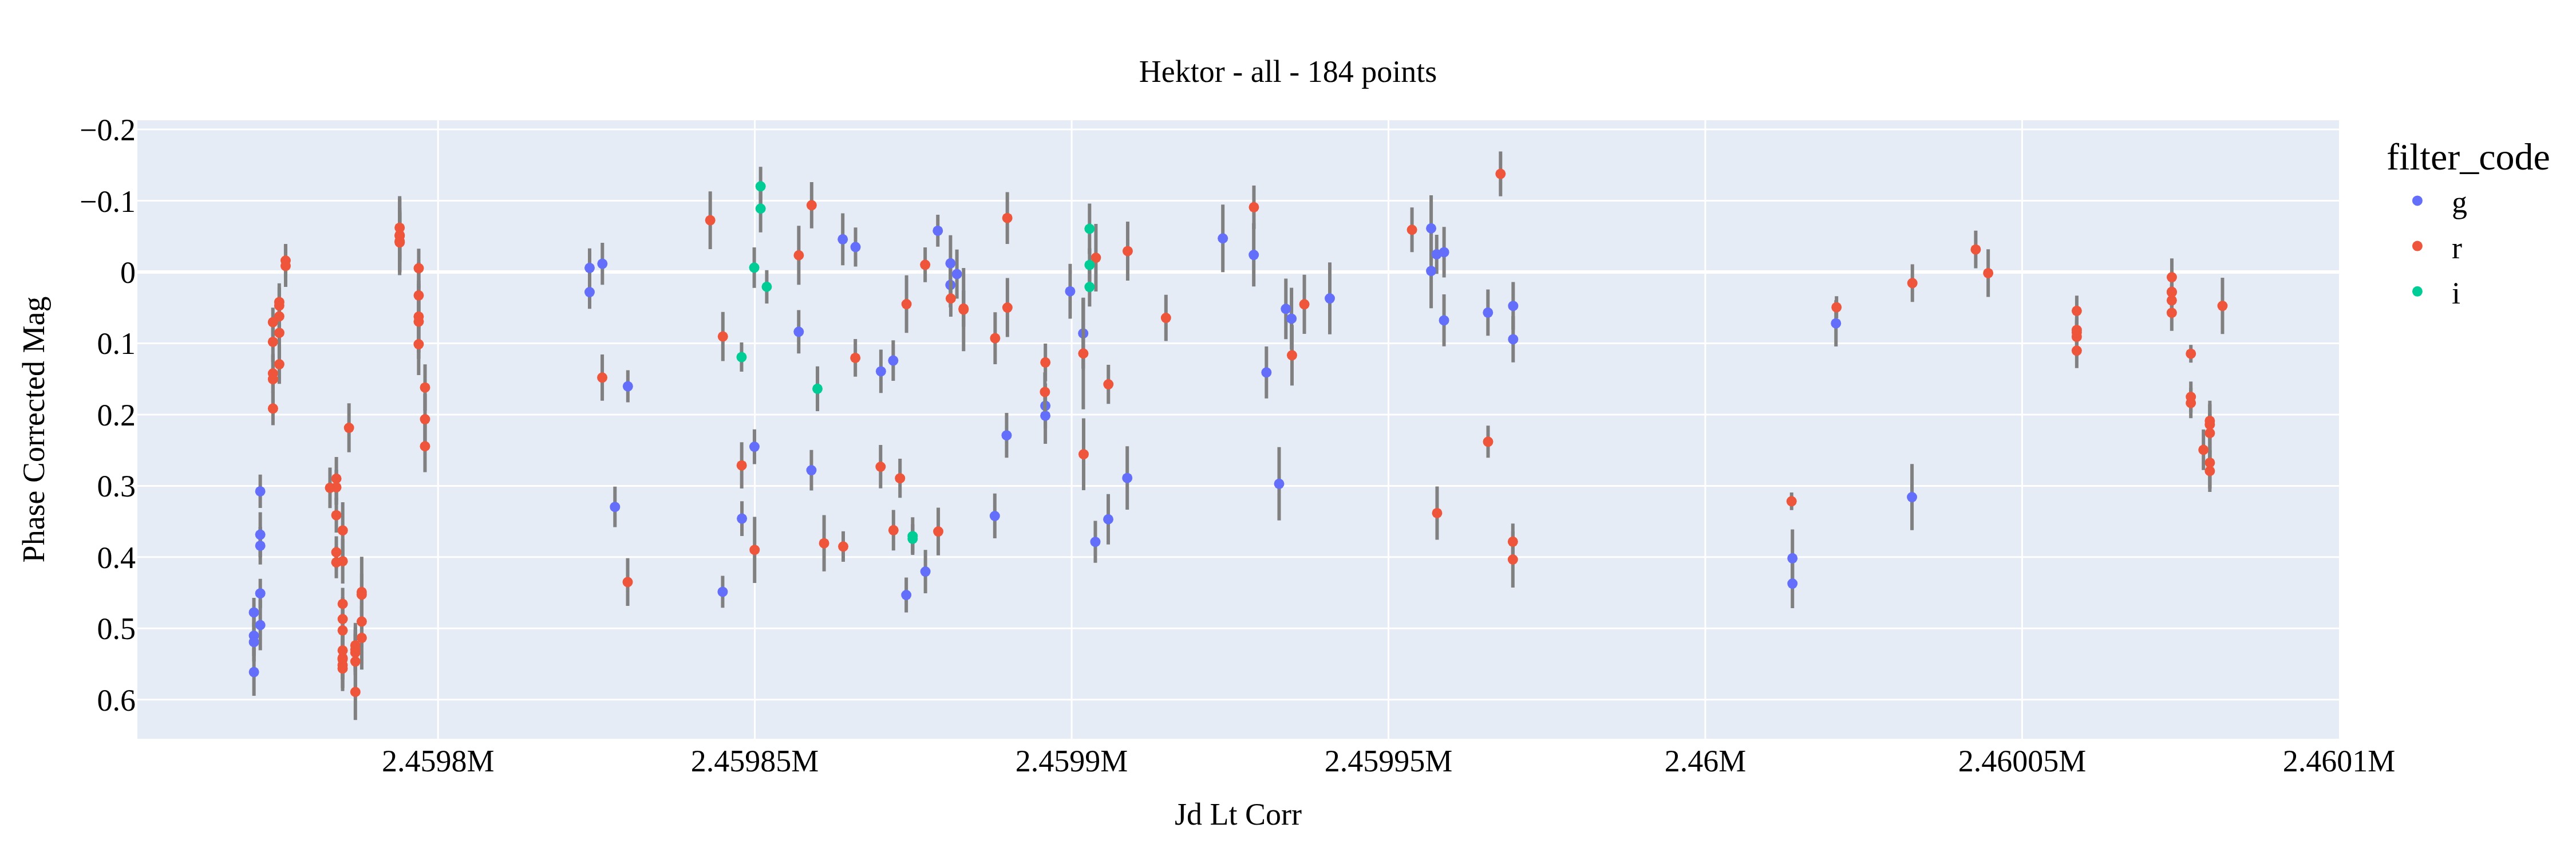 Hektor - all - 184 points
filter_code
g
r
i
Phase Corrected Mag
−0.2
−0.1
0
0.1
0.2
0.3
0.4
0.5
0.6
2.4598M
2.45985M
2.4599M
2.45995M
2.46M
2.46005M
2.4601M
Jd Lt Corr